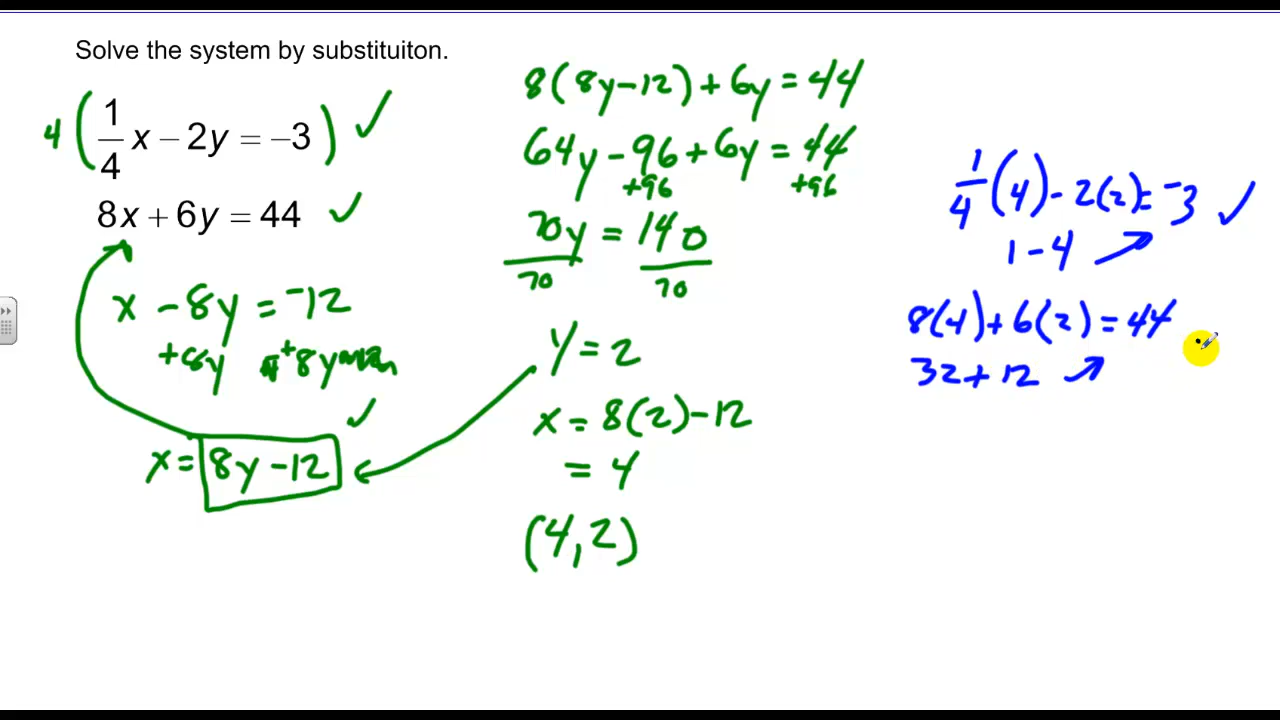 Solve the system by substituiton.
4 ( 1/4 x − 2y = −3 ) ✓
8x + 6y = 44 ✓
x − 8y = −12
+8y +8y
✓
x = 8y − 12
8(8y−12) + 6y = 44
64y − 96 + 6y = 44
+96 +96
70y = 140
70 70
y = 2
x = 8(2) − 12
= 4
(4,2)
1/4 (4) − 2(2) = −3 ✓
1 − 4
8(4) + 6(2) = 44
32 + 12